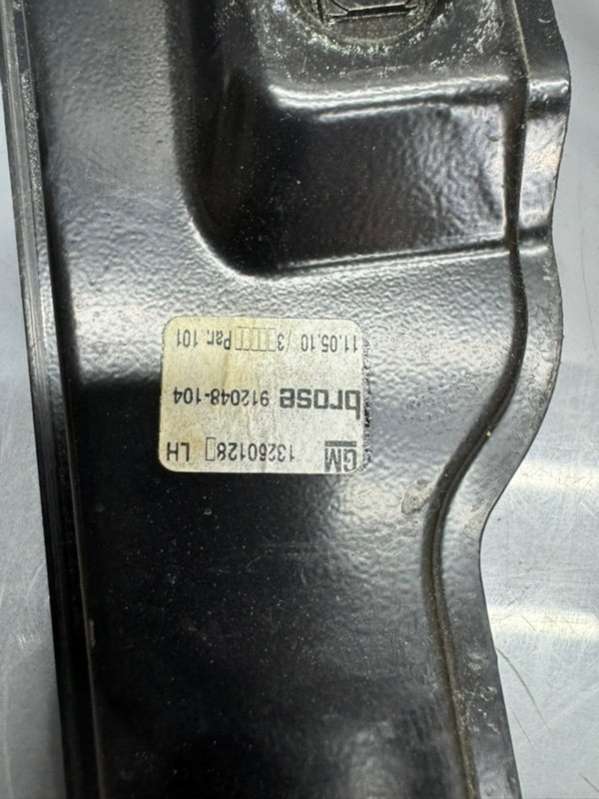 GM 13260128▯ LH
brose 912048-104
11.05.10 /3▯▯▯▯▯Par. 101